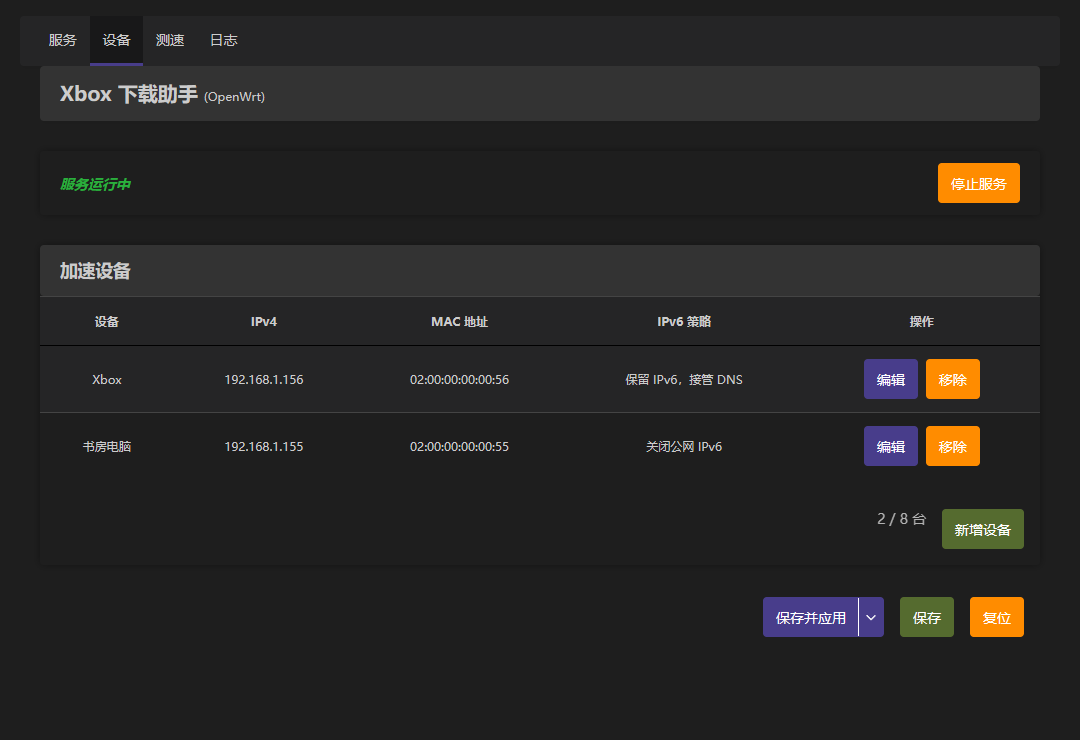 服务 设备 测速 日志
Xbox 下载助手 (OpenWrt)
服务运行中 停止服务
加速设备
设备 IPv4 MAC 地址 IPv6 策略 操作
Xbox 192.168.1.156 02:00:00:00:00:56 保留 IPv6，接管 DNS 编辑 移除
书房电脑 192.168.1.155 02:00:00:00:00:55 关闭公网 IPv6 编辑 移除
2 / 8 台 新增设备
保存并应用 保存 复位